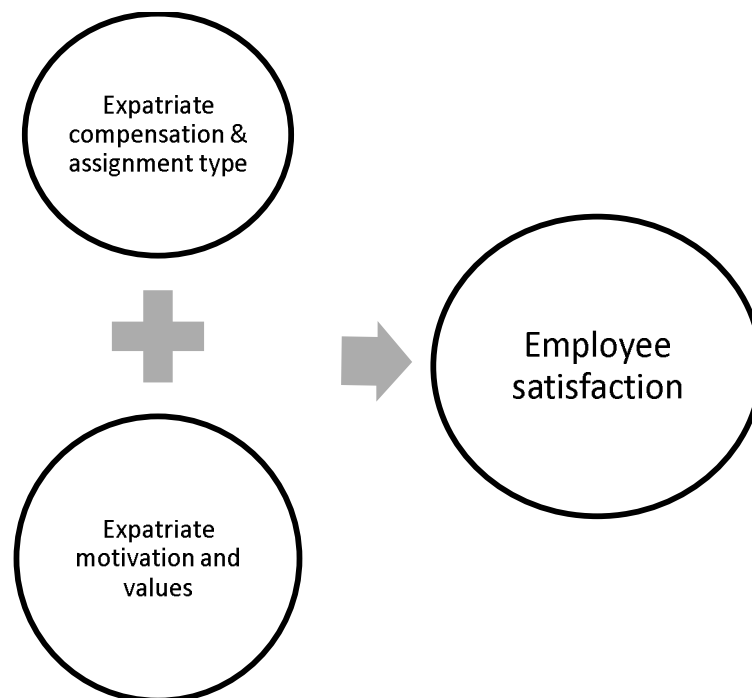 Expatriate
compensation &
assignment type
Employee
satisfaction
Expatriate
motivation and
values